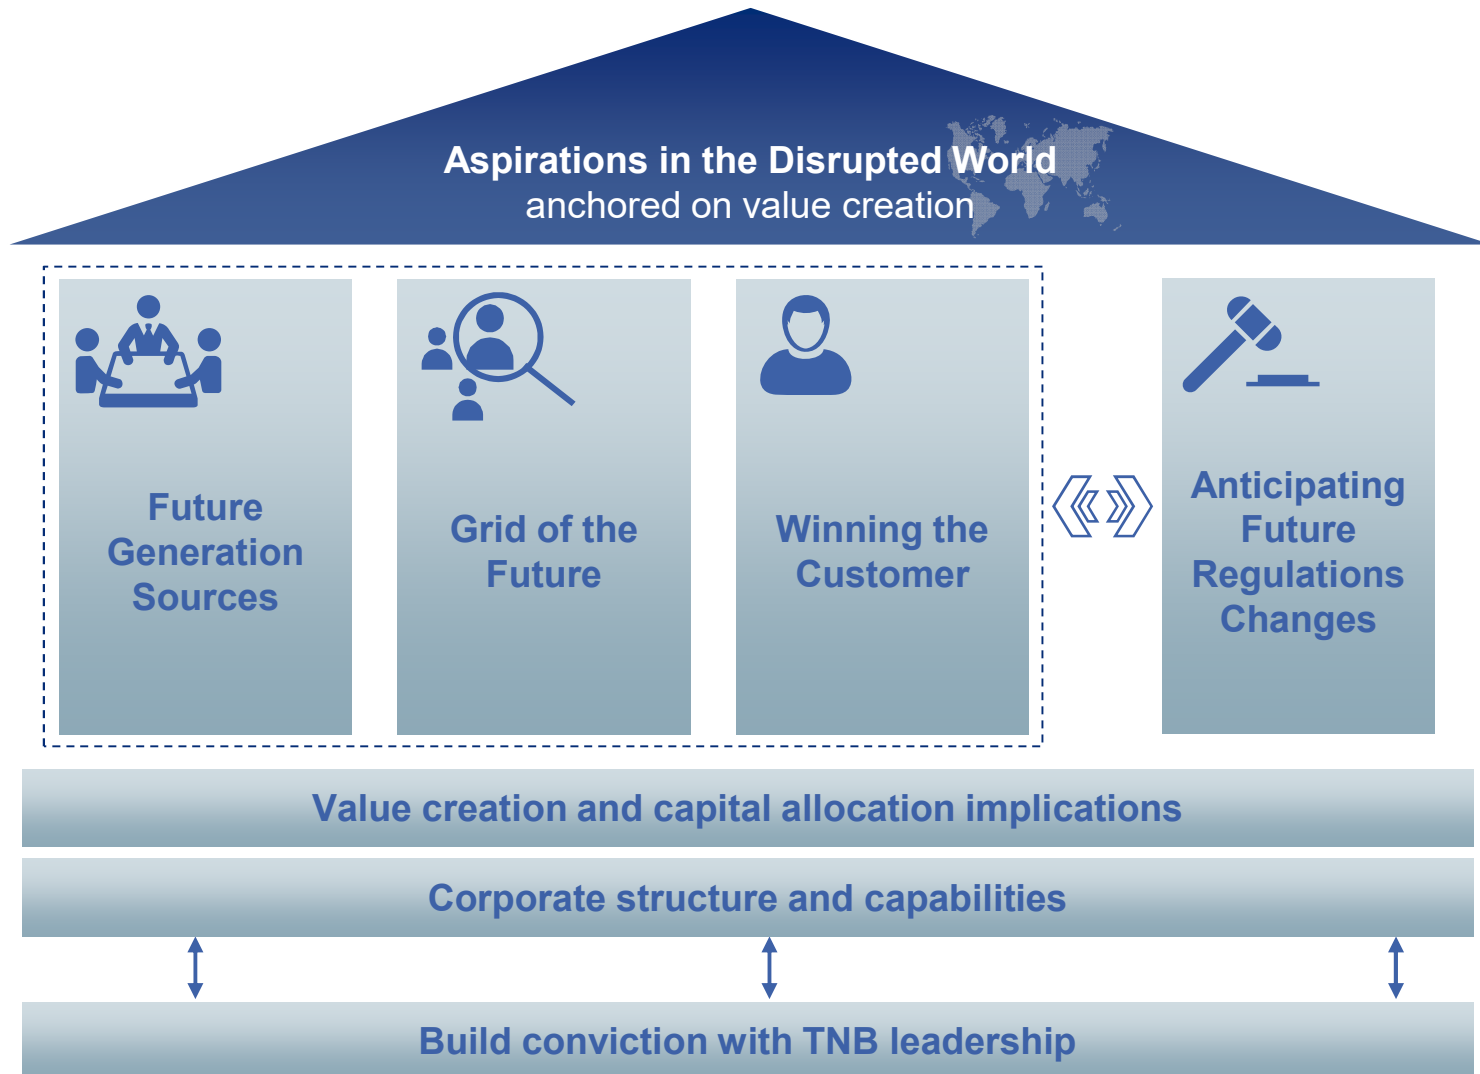 Aspirations in the Disrupted World
anchored on value creation
Future
Generation
Sources
Grid of the
Future
Winning the
Customer
Anticipating
Future
Regulations
Changes
Value creation and capital allocation implications
Corporate structure and capabilities
Build conviction with TNB leadership